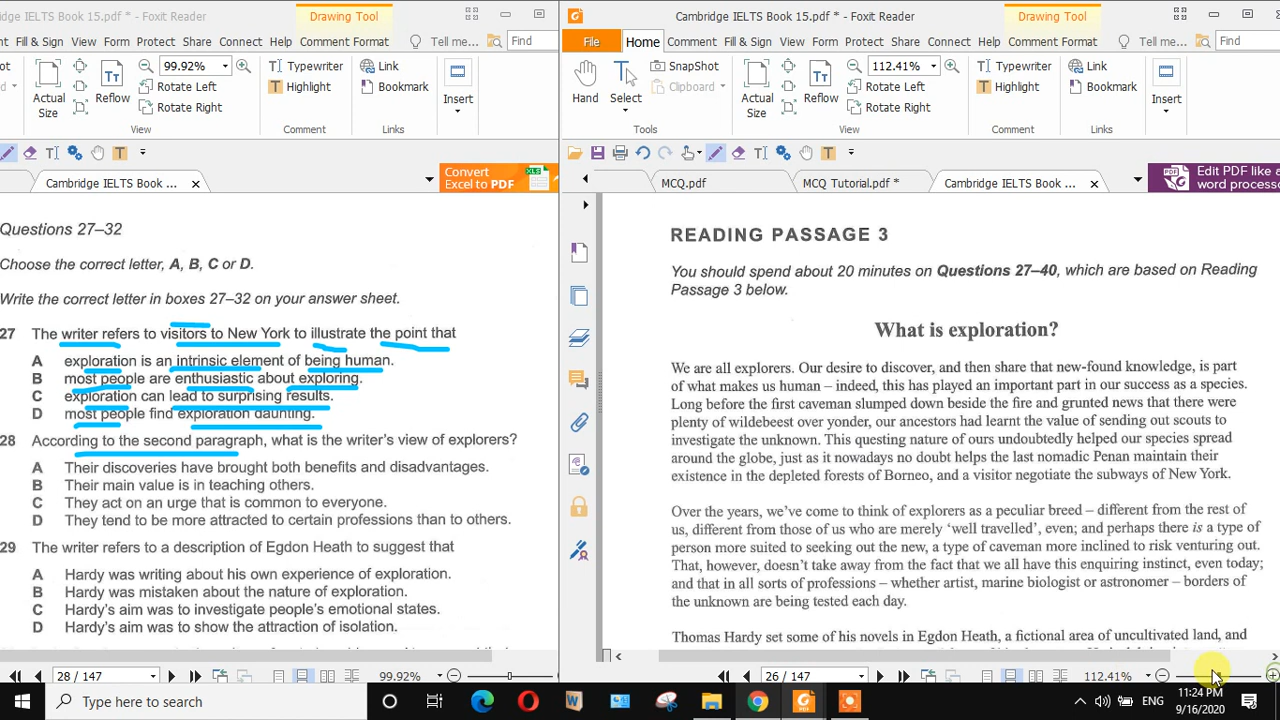 Cambridge IELTS Book 15.pdf * - Foxit Reader
Drawing Tool
Fill & Sign View Form Protect Share Connect Help Comment Format Tell me... Find
Actual Size
Reflow
99.92%
Rotate Left
Rotate Right
View
Typewriter
Highlight
Comment
Link
Bookmark
Links
Insert
Convert Excel to PDF
Cambridge IELTS Book ...
Questions 27–32
Choose the correct letter, A, B, C or D.
Write the correct letter in boxes 27–32 on your answer sheet.
27 The writer refers to visitors to New York to illustrate the point that
A exploration is an intrinsic element of being human.
B most people are enthusiastic about exploring.
C exploration can lead to surprising results.
D most people find exploration daunting.
28 According to the second paragraph, what is the writer's view of explorers?
A Their discoveries have brought both benefits and disadvantages.
B Their main value is in teaching others.
C They act on an urge that is common to everyone.
D They tend to be more attracted to certain professions than to others.
29 The writer refers to a description of Egdon Heath to suggest that
A Hardy was writing about his own experience of exploration.
B Hardy was mistaken about the nature of exploration.
C Hardy's aim was to investigate people's emotional states.
D Hardy's aim was to show the attraction of isolation.
28 / 147
99.92%
Cambridge IELTS Book 15.pdf * - Foxit Reader
Drawing Tool
File Home Comment View Form Protect Share Connect Help Comment Format Tell me... Find
Hand
Select
SnapShot
Clipboard
Tools
Actual Size
Reflow
112.41%
Rotate Left
Rotate Right
View
Typewriter
Highlight
Comment
Link
Bookmark
Links
Insert
MCQ.pdf
MCQ Tutorial.pdf *
Cambridge IELTS Book ...
Edit PDF like a
READING PASSAGE 3
You should spend about 20 minutes on Questions 27–40, which are based on Reading
Passage 3 below.
What is exploration?
We are all explorers. Our desire to discover, and then share that new-found knowledge, is part
of what makes us human – indeed, this has played an important part in our success as a species.
Long before the first caveman slumped down beside the fire and grunted news that there were
plenty of wildebeest over yonder, our ancestors had learnt the value of sending out scouts to
investigate the unknown. This questing nature of ours undoubtedly helped our species spread
around the globe, just as it nowadays no doubt helps the last nomadic Penan maintain their
existence in the depleted forests of Borneo, and a visitor negotiate the subways of New York.
Over the years, we've come to think of explorers as a peculiar breed – different from the rest of
us, different from those of us who are merely 'well travelled', even; and perhaps there is a type of
person more suited to seeking out the new, a type of caveman more inclined to risk venturing out.
That, however, doesn't take away from the fact that we all have this enquiring instinct, even today;
and that in all sorts of professions – whether artist, marine biologist or astronomer – borders of
the unknown are being tested each day.
Thomas Hardy set some of his novels in Egdon Heath, a fictional area of uncultivated land, and
26 / 147
112.41%
Type here to search
ENG
11:24 PM
9/16/2020